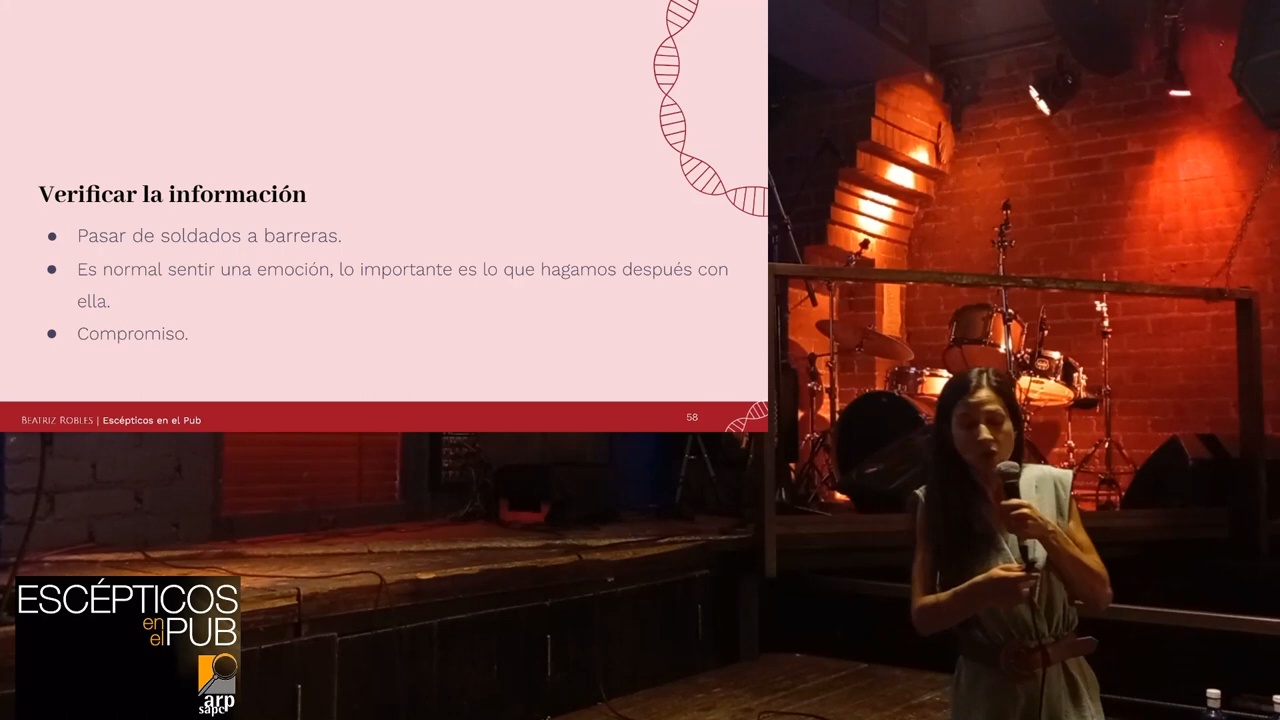 Verificar la información
● Pasar de soldados a barreras.
● Es normal sentir una emoción, lo importante es lo que hagamos después con
ella.
● Compromiso.
BEATRIZ ROBLES | Escépticos en el Pub
58
ESCÉPTICOS
en
el PUB
arp
sapc